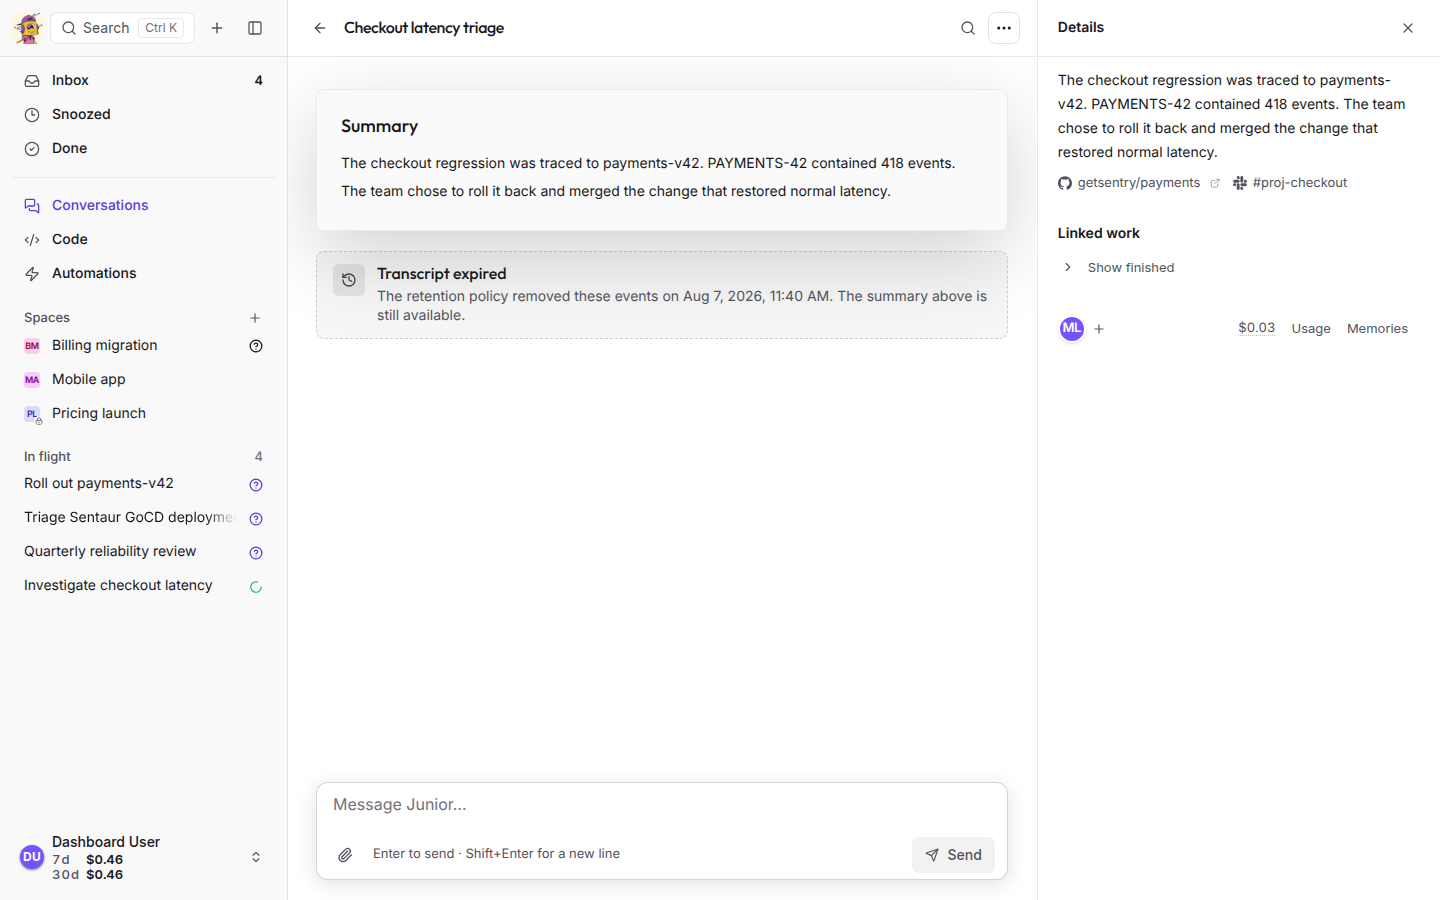 Search Ctrl K
Inbox 4
Snoozed
Done
Conversations
Code
Automations
Spaces
BM Billing migration
MA Mobile app
PL Pricing launch
In flight 4
Roll out payments-v42
Triage Sentaur GoCD deployme
Quarterly reliability review
Investigate checkout latency
DU Dashboard User
7d $0.46
30d $0.46
Checkout latency triage
Summary
The checkout regression was traced to payments-v42. PAYMENTS-42 contained 418 events.
The team chose to roll it back and merged the change that restored normal latency.
Transcript expired
The retention policy removed these events on Aug 7, 2026, 11:40 AM. The summary above is
still available.
Message Junior...
Enter to send · Shift+Enter for a new line
Send
Details
The checkout regression was traced to payments-
v42. PAYMENTS-42 contained 418 events. The team
chose to roll it back and merged the change that
restored normal latency.
getsentry/payments #proj-checkout
Linked work
Show finished
ML $0.03 Usage Memories